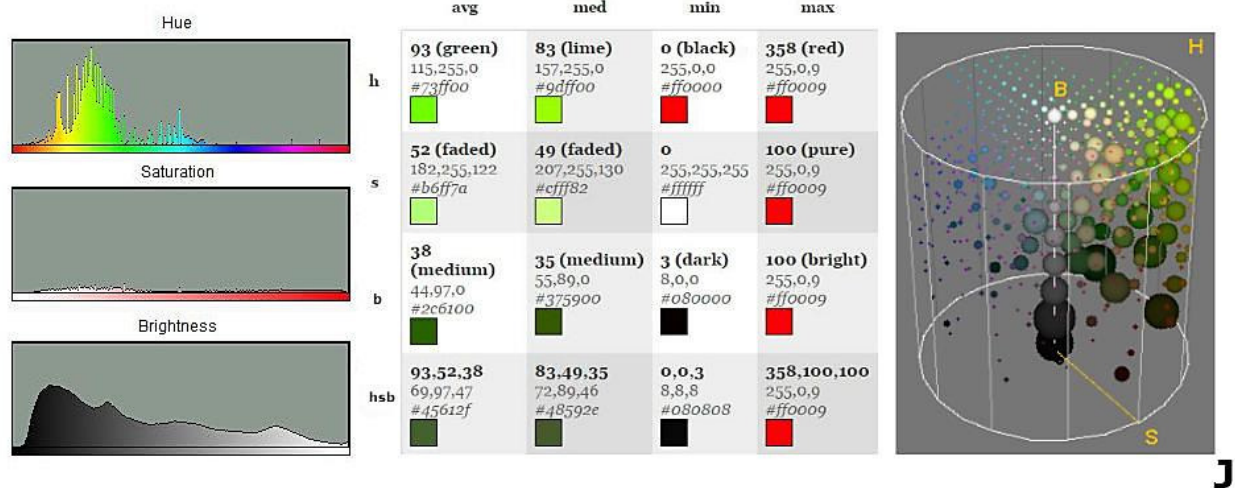 Hue
Saturation
Brightness
avg med min max
h
93 (green) 83 (lime) 0 (black) 358 (red)
115,255,0 157,255,0 255,0,0 255,0,9
#73ff00 #9dff00 #ff0000 #ff0009
s
52 (faded) 49 (faded) 0 100 (pure)
182,255,122 207,255,130 255,255,255 255,0,9
#b6ff7a #cfff82 #ffffff #ff0009
b
38
(medium) 35 (medium) 3 (dark) 100 (bright)
44,97,0 55,89,0 8,0,0 255,0,9
#2c6100 #375900 #080000 #ff0009
hsb
93,52,38 83,49,35 0,0,3 358,100,100
69,97,47 72,89,46 8,8,8 255,0,9
#45612f #48592e #080808 #ff0009
H
B
S
J